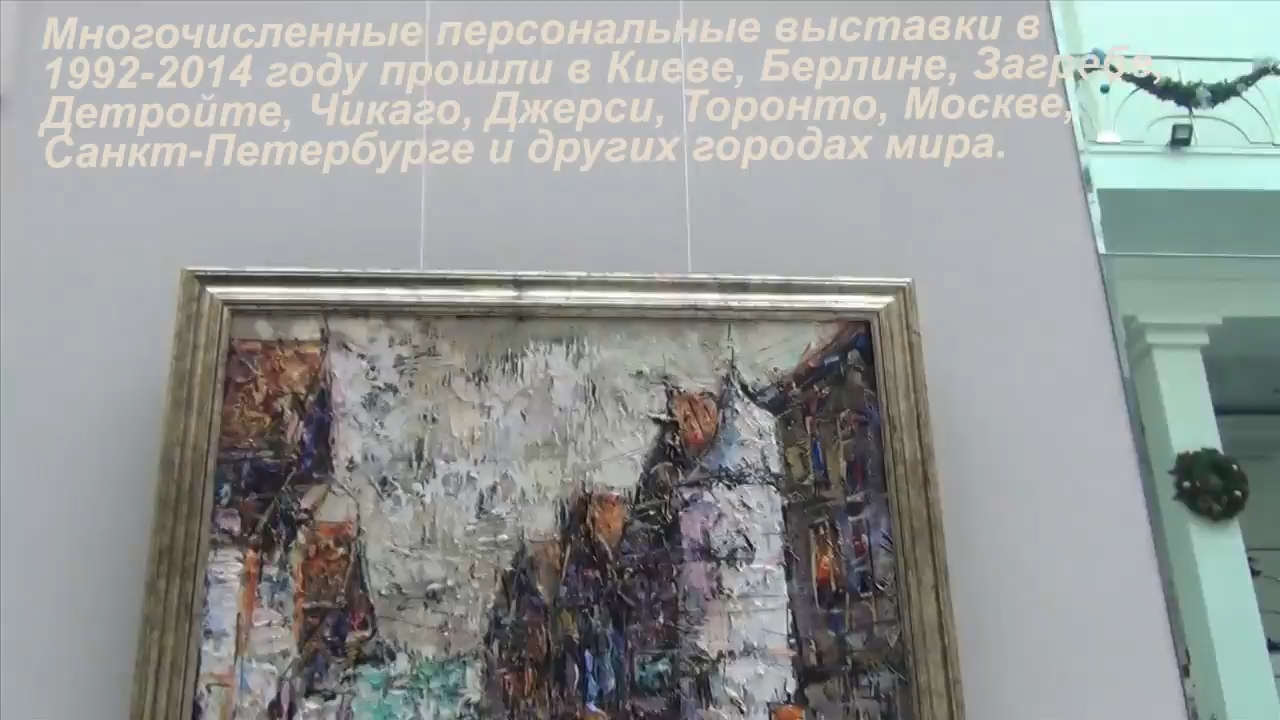 Многочисленные персональные выставки в
1992-2014 году прошли в Киеве, Берлине, Загребе,
Детройте, Чикаго, Джерси, Торонто, Москве,
Санкт-Петербурге и других городах мира.